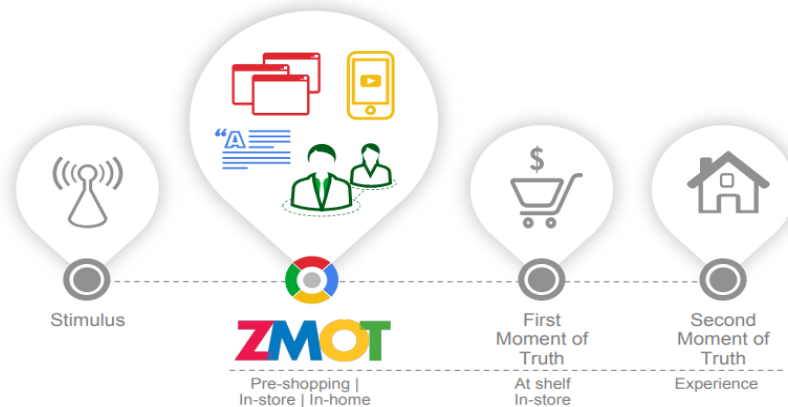 “A
$
Stimulus
ZMOT
First
Moment of
Truth
Second
Moment of
Truth
Pre-shopping |
In-store | In-home
At shelf
In-store
Experience